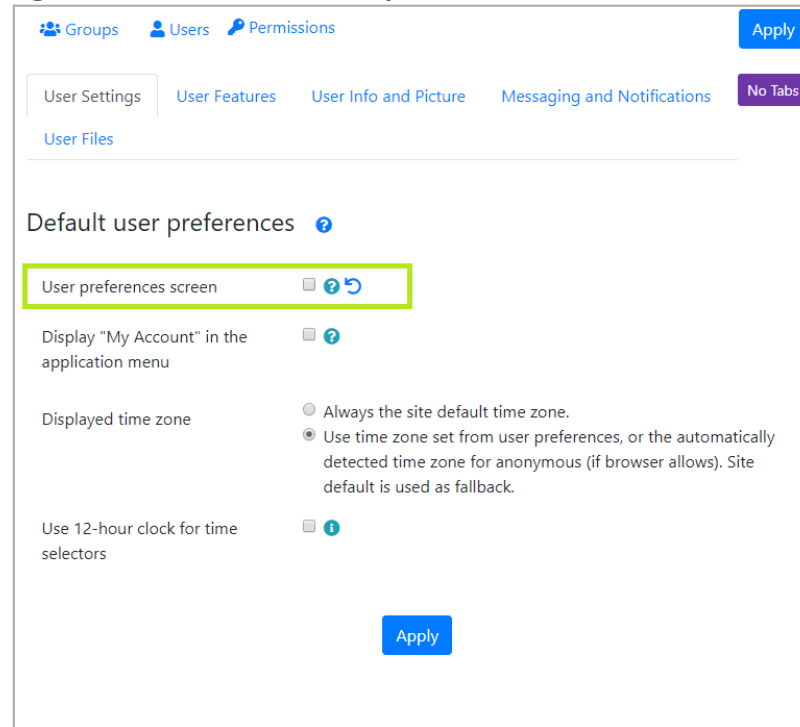 Groups Users Permissions
Apply
User Settings User Features User Info and Picture Messaging and Notifications
No Tabs
User Files
Default user preferences
User preferences screen
Display "My Account" in the
application menu
Displayed time zone
Always the site default time zone.
Use time zone set from user preferences, or the automatically
detected time zone for anonymous (if browser allows). Site
default is used as fallback.
Use 12-hour clock for time
selectors
Apply